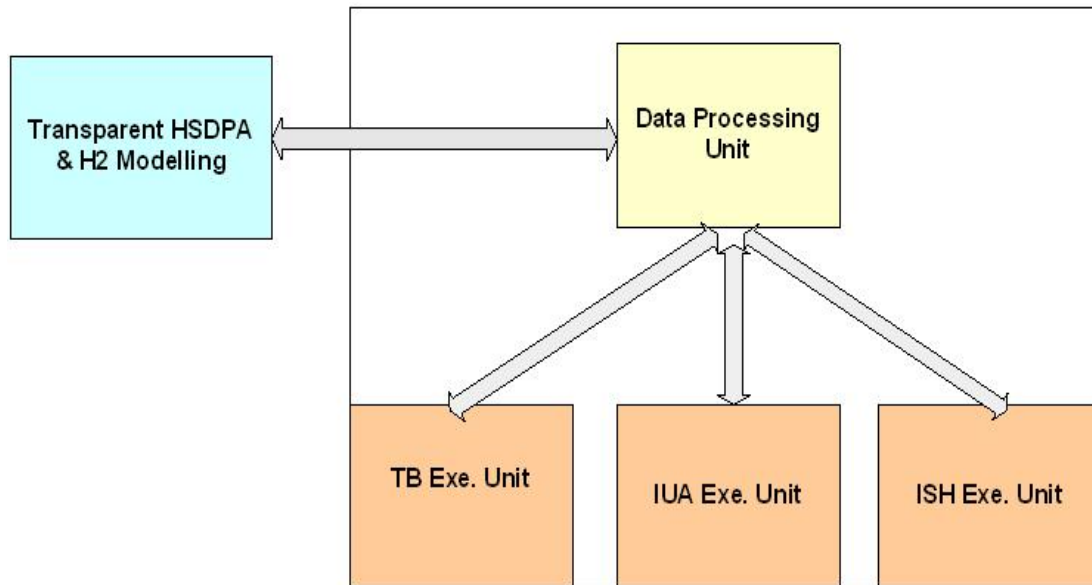 Transparent HSDPA
& H2 Modelling
Data Processing
Unit
TB Exe. Unit
IUA Exe. Unit
ISH Exe. Unit